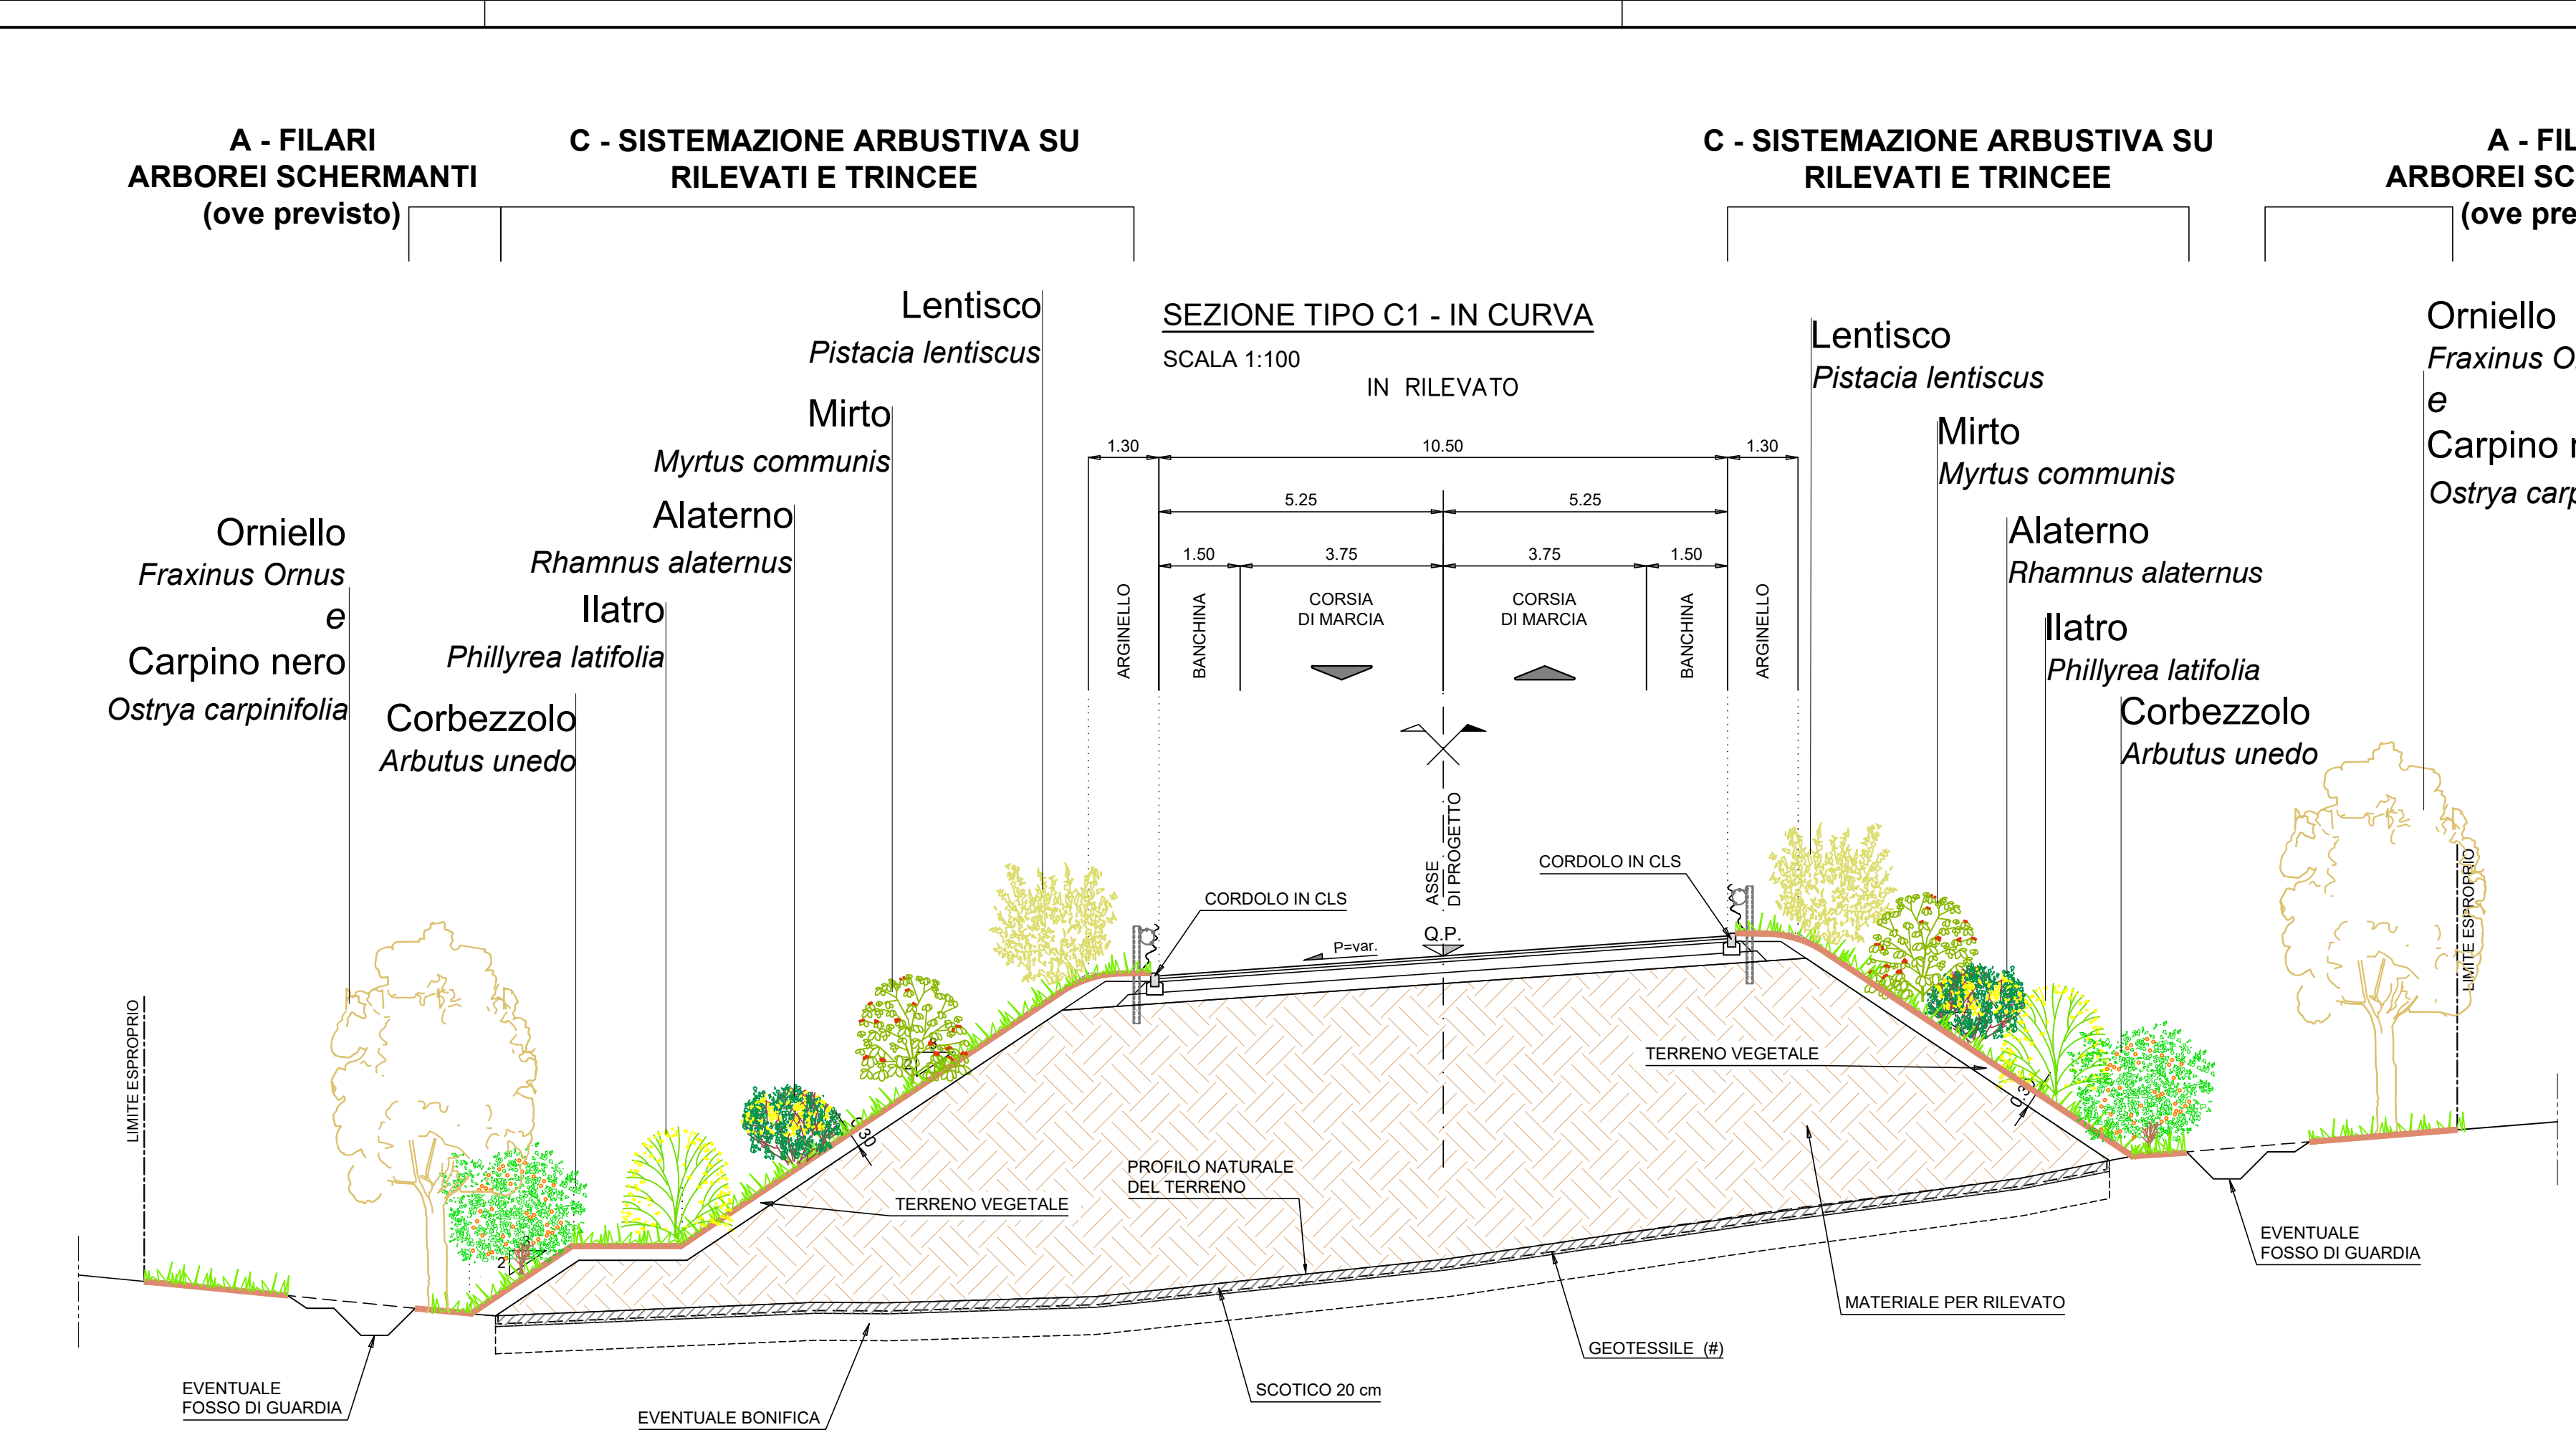 A - FILARI
ARBOREI SCHERMANTI
(ove previsto)
C - SISTEMAZIONE ARBUSTIVA SU
RILEVATI E TRINCEE
C - SISTEMAZIONE ARBUSTIVA SU
RILEVATI E TRINCEE
A - FIL
ARBOREI SC
(ove pre
Lentisco
Pistacia lentiscus
Mirto
Myrtus communis
Alaterno
Rhamnus alaternus
Ilatro
Phillyrea latifolia
Corbezzolo
Arbutus unedo
Orniello
Fraxinus Ornus
e
Carpino nero
Ostrya carpinifolia
SEZIONE TIPO C1 - IN CURVA
SCALA 1:100
IN RILEVATO
1.30
10.50
1.30
5.25
5.25
1.50
3.75
3.75
1.50
ARGINELLO
BANCHINA
CORSIA
DI MARCIA
CORSIA
DI MARCIA
BANCHINA
ARGINELLO
Lentisco
Pistacia lentiscus
Mirto
Myrtus communis
Alaterno
Rhamnus alaternus
Ilatro
Phillyrea latifolia
Corbezzolo
Arbutus unedo
Orniello
Fraxinus O
e
Carpino
Ostrya carp
ASSE
DI PROGETTO
Q.P.
P=var.
CORDOLO IN CLS
CORDOLO IN CLS
LIMITE ESPROPRIO
LIMITE ESPROPRIO
3
2
0.30
3
2
0.30
TERRENO VEGETALE
TERRENO VEGETALE
PROFILO NATURALE
DEL TERRENO
EVENTUALE
FOSSO DI GUARDIA
MATERIALE PER RILEVATO
GEOTESSILE (#)
SCOTICO 20 cm
EVENTUALE
FOSSO DI GUARDIA
EVENTUALE BONIFICA